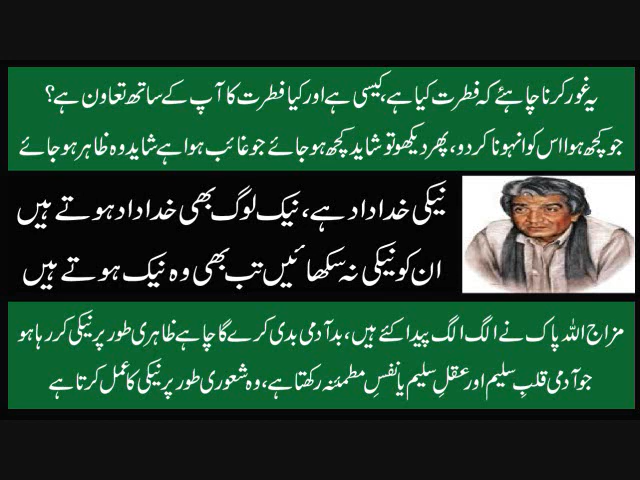 یہ غور کرنا چاہئے کہ فطرت کیا ہے، کیسی ہے اور کیا فطرت کا آپ کے ساتھ تعاون ہے؟
جو کچھ ہوا اس کو انہونا کردو، پھر دیکھو تو شاید کچھ ہوجائے جو غائب ہوا ہے شاید وہ ظاہر ہوجائے
نیکی خداداد ہے، نیک لوگ بھی خداداد ہوتے ہیں
ان کو نیکی نہ سکھائیں تب بھی وہ نیک ہوتے ہیں
مزاج اللہ پاک نے الگ الگ پیدا کئے ہیں، بد آدمی بدی کرے گا چاہے ظاہری طور پر نیکی کر رہا ہو
جو آدمی قلبِ سلیم اور عقلِ سلیم یا نفسِ مطمئنہ رکھتا ہے، وہ شعوری طور پر نیکی کا عمل کرتا ہے